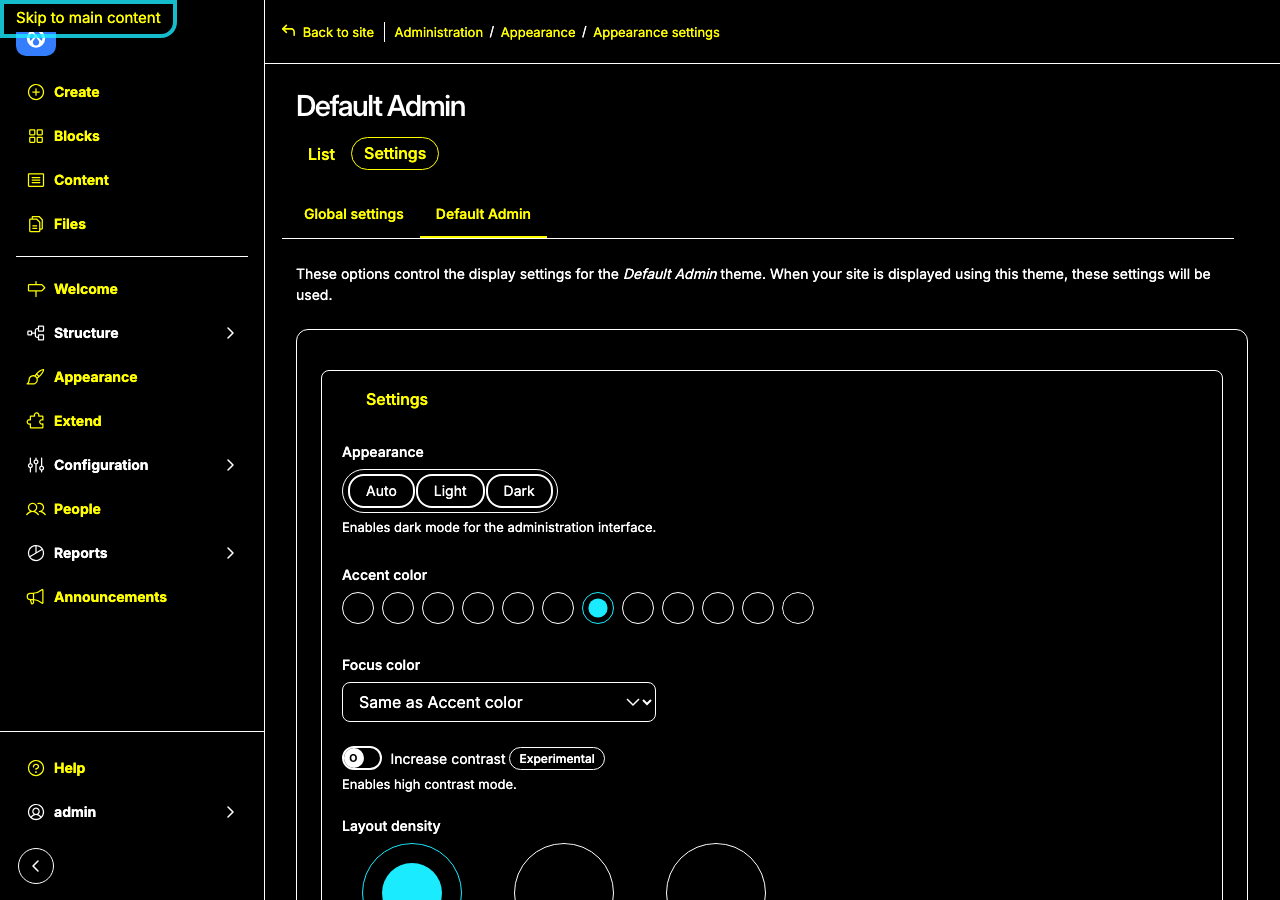 Skip to main content
Create
Blocks
Content
Files
Welcome
Structure
Appearance
Extend
Configuration
People
Reports
Announcements
Help
admin
Back to site
Administration / Appearance / Appearance settings
Default Admin
List Settings
Global settings Default Admin
These options control the display settings for the Default Admin theme. When your site is displayed using this theme, these settings will be
used.
Settings
Appearance
Auto Light Dark
Enables dark mode for the administration interface.
Accent color
Focus color
Same as Accent color
Increase contrast Experimental
Enables high contrast mode.
Layout density